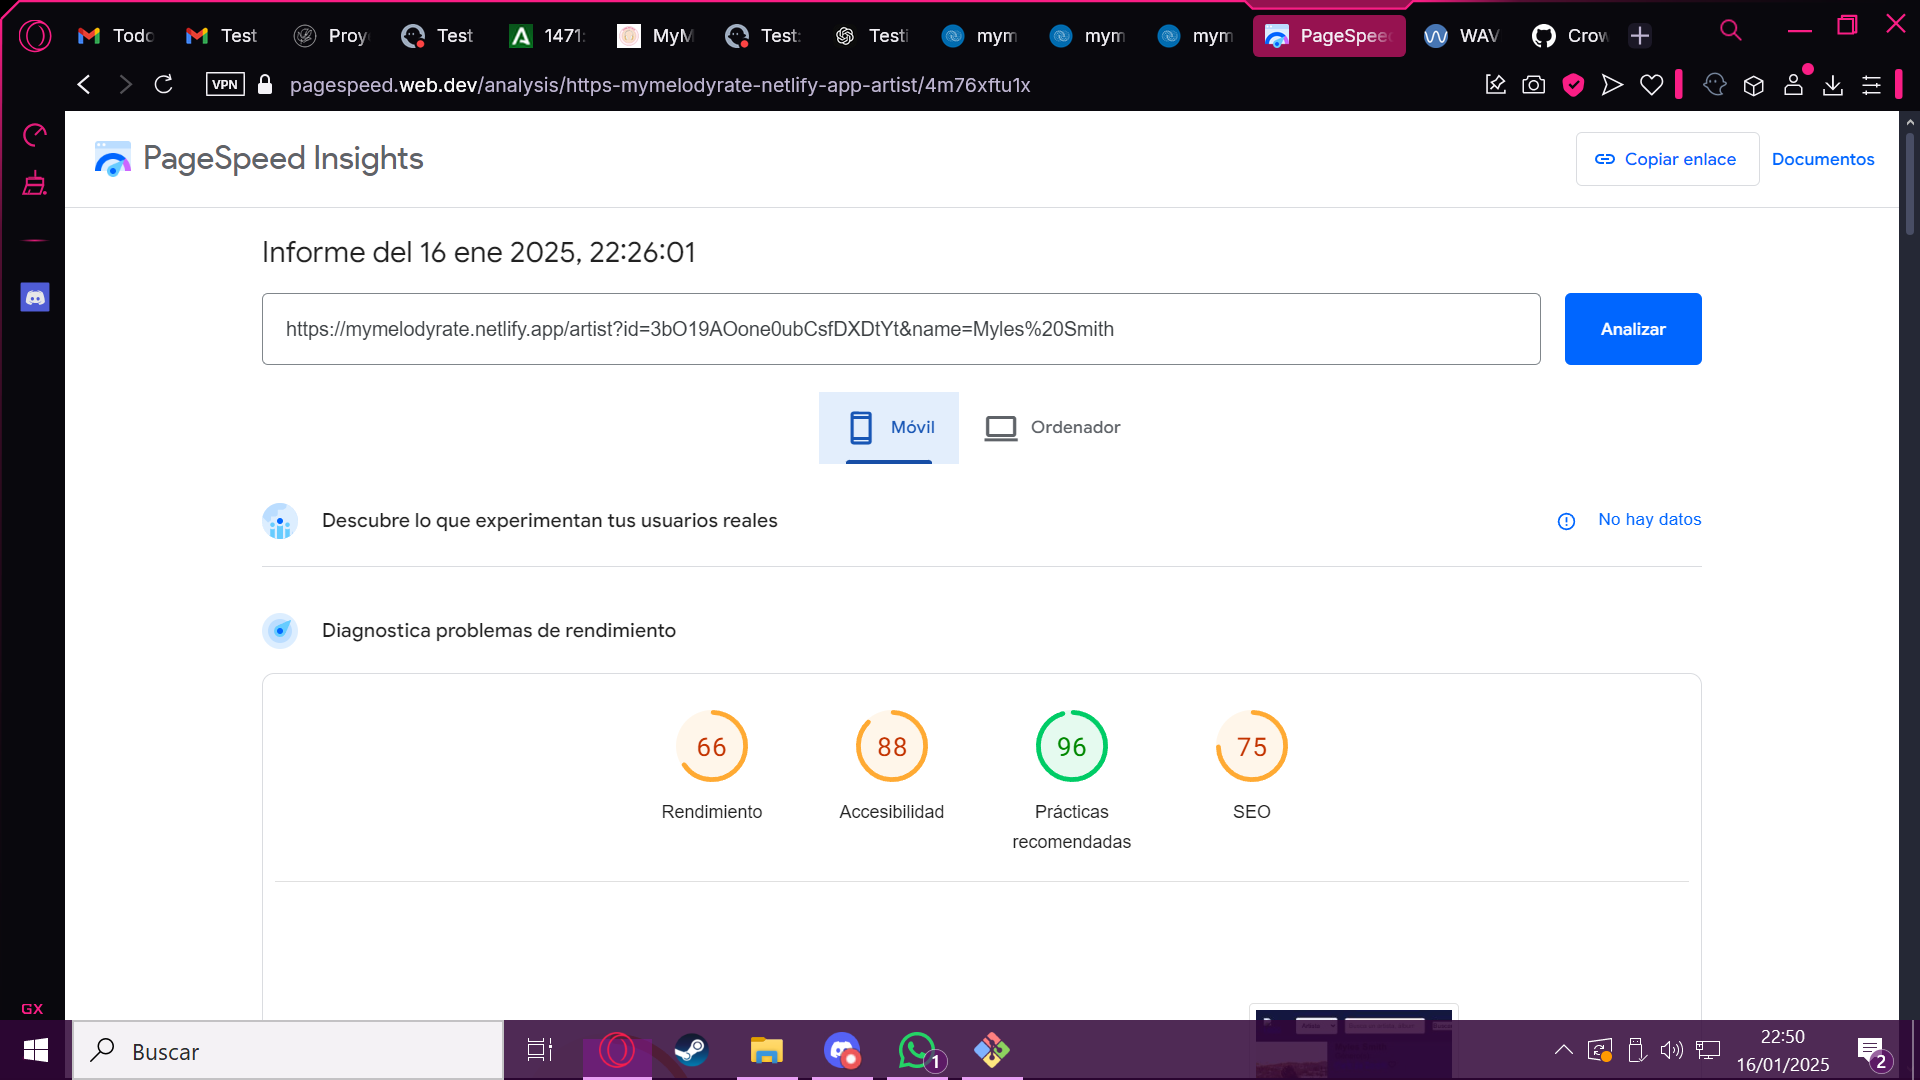 Todo
Test
Proy
Test
1471:
MyM
Test:
Testi
mym
mym
mym
PageSpeed
WAV
Crow
VPN
pagespeed.web.dev/analysis/https-mymelodyrate-netlify-app-artist/4m76xftu1x
PageSpeed Insights
Copiar enlace
Documentos
Informe del 16 ene 2025, 22:26:01
https://mymelodyrate.netlify.app/artist?id=3bO19AOone0ubCsfDXDtYt&name=Myles%20Smith
Analizar
Móvil
Ordenador
Descubre lo que experimentan tus usuarios reales
No hay datos
Diagnostica problemas de rendimiento
66
88
96
75
Rendimiento
Accesibilidad
Prácticas
recomendadas
SEO
GX
Buscar
1
22:50
16/01/2025
2